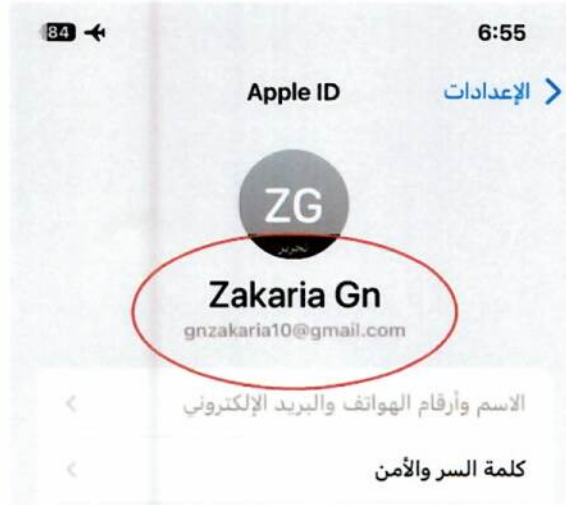 84 6:55
الإعدادات Apple ID
ZG
تحرير
Zakaria Gn
gnzakaria10@gmail.com
الاسم وأرقام الهواتف والبريد الإلكتروني
كلمة السر والأمن